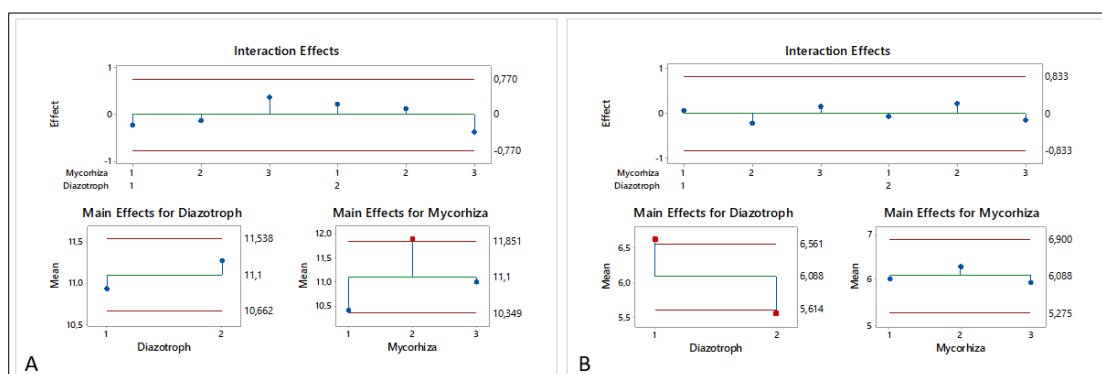 Interaction Effects
1
0,770
Effect
0
0
-1
-0,770
Mycorhiza 1 2 3 1 2 3
Diazotroph 1 2
Main Effects for Diazotroph
11,5
11,538
Mean
11,0
11,1
10,5
10,662
1 2
Diazotroph
Main Effects for Mycorhiza
12,0
11,851
Mean
11,5
11,0
11,1
10,5
10,349
1 2 3
Mycorhiza
A
Interaction Effects
1
0,833
Effect
0
0
-1
-0,833
Mycorhiza 1 2 3 1 2 3
Diazotroph 1 2
Main Effects for Diazotroph
6,5
6,561
Mean
6,0
6,088
5,5
5,614
1 2
Diazotroph
Main Effects for Mycorhiza
7
6,900
Mean
6
6,088
5
5,275
1 2 3
Mycorhiza
B